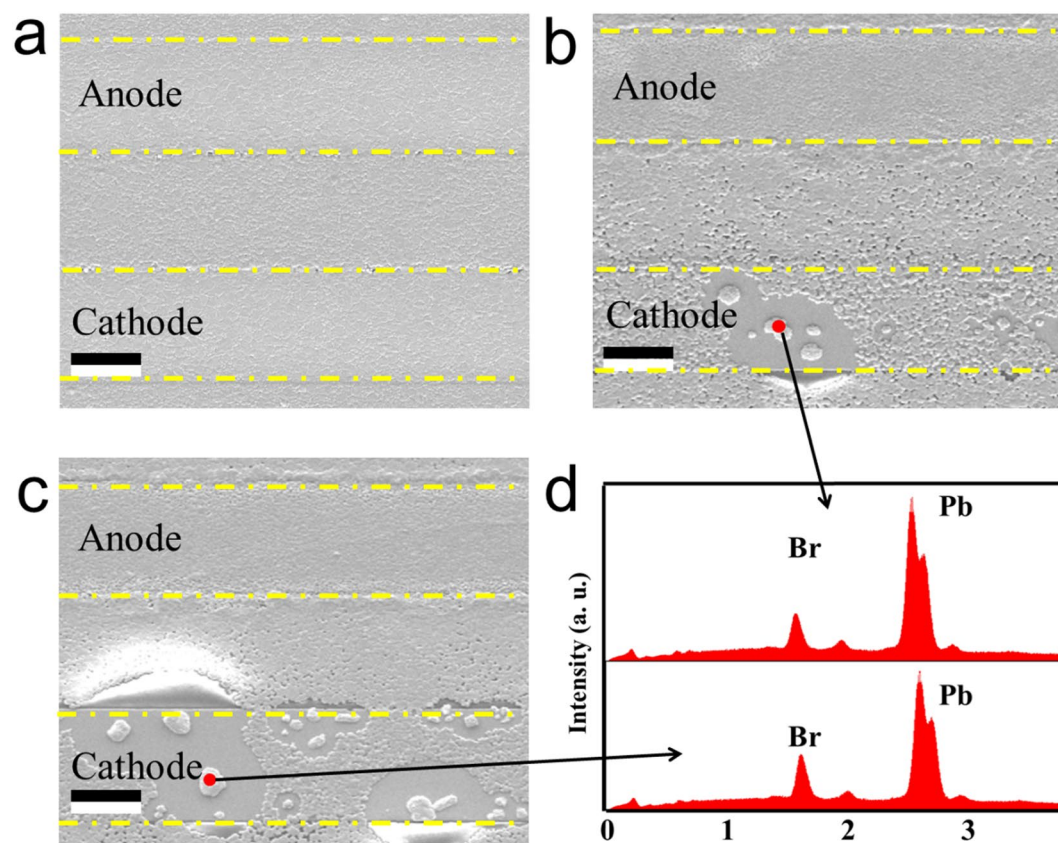 a
Anode
Cathode
b
Anode
Cathode
c
Anode
Cathode
d
Intensity (a. u.)
Br
Pb
Br
Pb
0 1 2 3